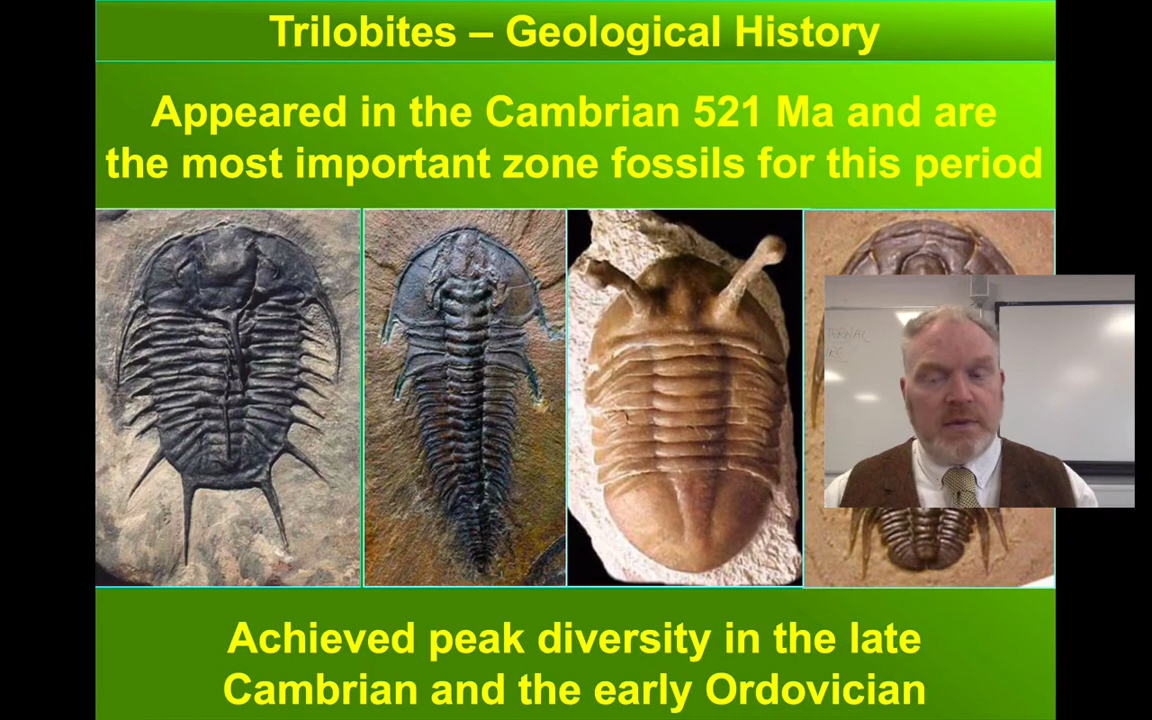 Trilobites – Geological History
Appeared in the Cambrian 521 Ma and are
the most important zone fossils for this period
Achieved peak diversity in the late
Cambrian and the early Ordovician